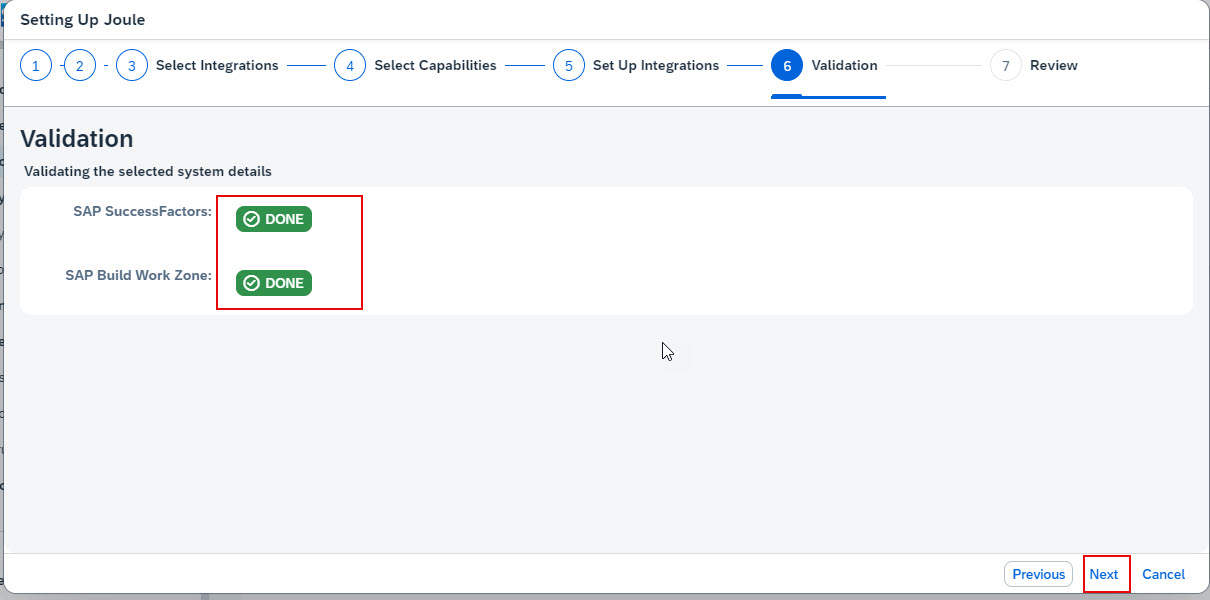 Setting Up Joule
1 2 3 Select Integrations 4 Select Capabilities 5 Set Up Integrations 6 Validation 7 Review
Validation
Validating the selected system details
SAP SuccessFactors: DONE
SAP Build Work Zone: DONE
Previous Next Cancel